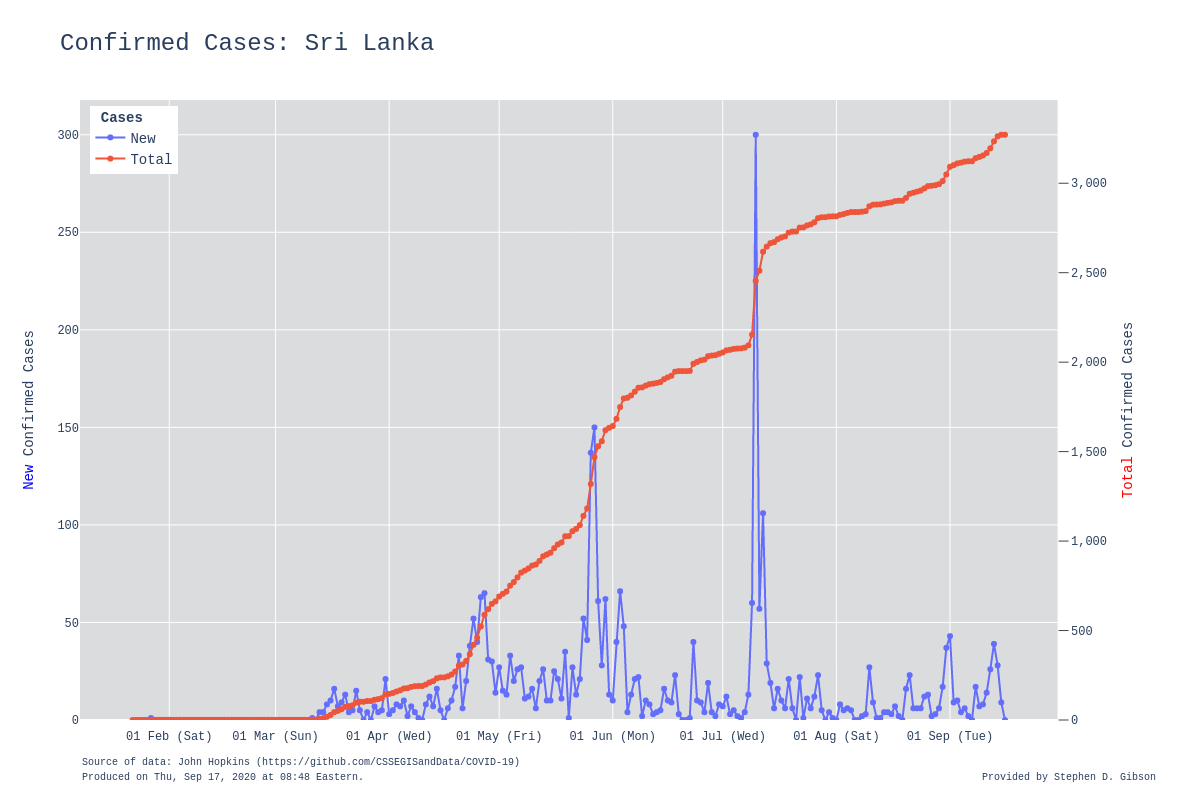 Confirmed Cases: Sri Lanka
Cases
New
Total
300
250
200
150
100
50
0
3,000
2,500
2,000
1,500
1,000
500
0
New Confirmed Cases
Total Confirmed Cases
01 Feb (Sat) 01 Mar (Sun) 01 Apr (Wed) 01 May (Fri) 01 Jun (Mon) 01 Jul (Wed) 01 Aug (Sat) 01 Sep (Tue)
Source of data: John Hopkins (https://github.com/CSSEGISandData/COVID-19)
Produced on Thu, Sep 17, 2020 at 08:48 Eastern.
Provided by Stephen D. Gibson